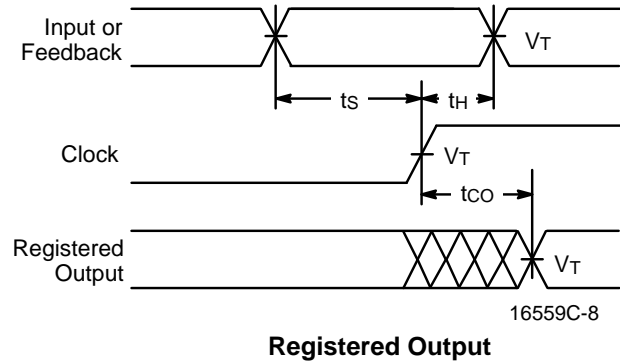 Input or
Feedback
VT
tS
tH
Clock
VT
tCO
Registered
Output
VT
16559C-8
Registered Output